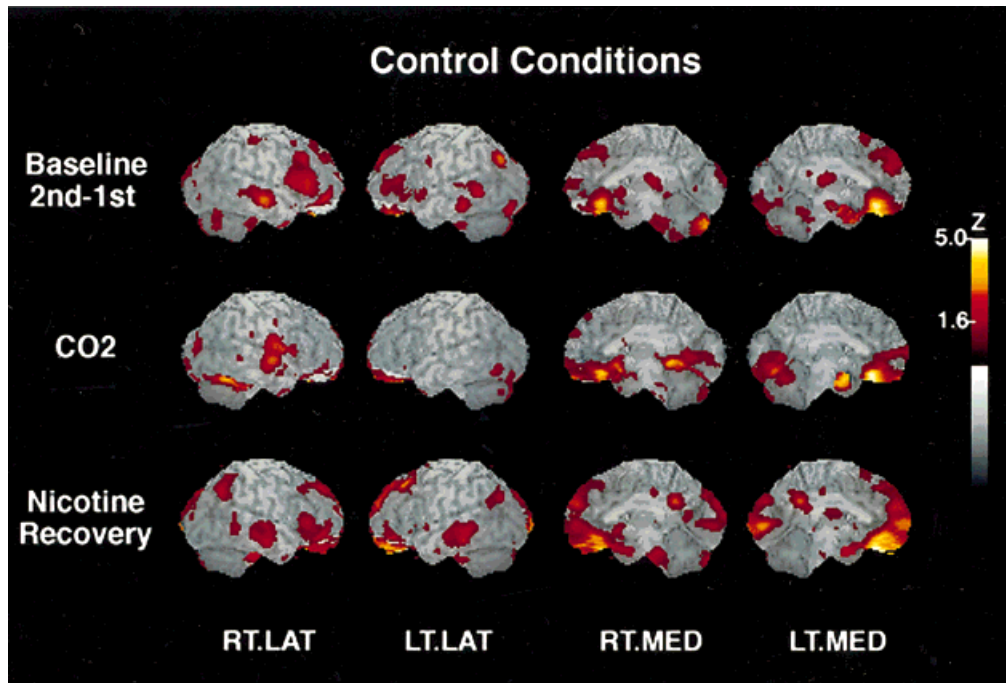 Control Conditions
Baseline
2nd-1st
Z
5.0-
1.6-
CO2
Nicotine
Recovery
RT.LAT LT.LAT RT.MED LT.MED